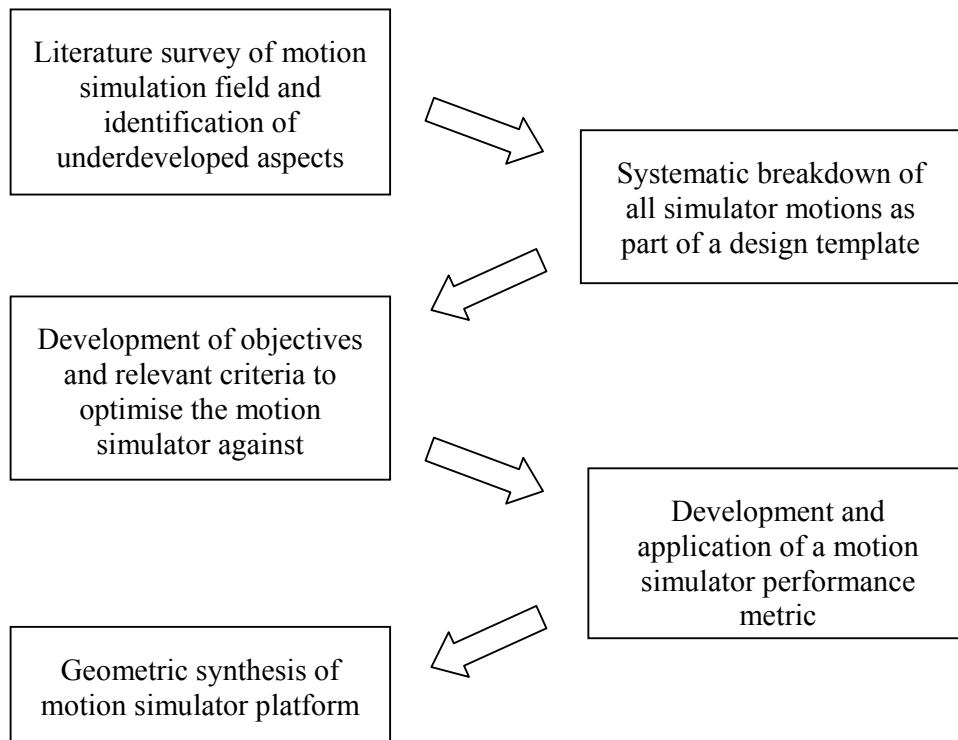 Literature survey of motion
simulation field and
identification of
underdeveloped aspects
Systematic breakdown of
all simulator motions as
part of a design template
Development of objectives
and relevant criteria to
optimise the motion
simulator against
Development and
application of a motion
simulator performance
metric
Geometric synthesis of
motion simulator platform